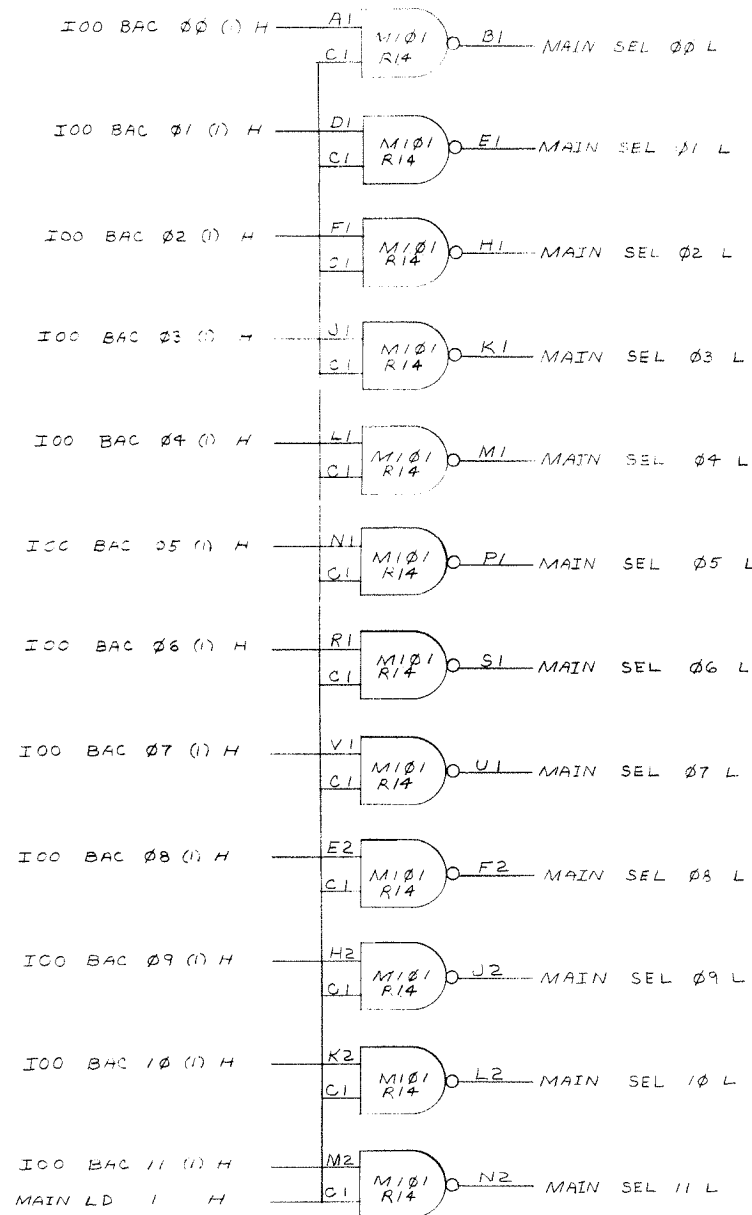 IOO BAC ØØ (1) H A1 C1 M1Ø1 R14 B1 MAIN SEL ØØ L
IOO BAC Ø1 (1) H D1 C1 M1Ø1 R14 E1 MAIN SEL Ø1 L
IOO BAC Ø2 (1) H F1 C1 M1Ø1 R14 H1 MAIN SEL Ø2 L
IOO BAC Ø3 (1) H J1 C1 M1Ø1 R14 K1 MAIN SEL Ø3 L
IOO BAC Ø4 (1) H L1 C1 M1Ø1 R14 M1 MAIN SEL Ø4 L
IOO BAC Ø5 (1) H N1 C1 M1Ø1 R14 P1 MAIN SEL Ø5 L
IOO BAC Ø6 (1) H R1 C1 M1Ø1 R14 S1 MAIN SEL Ø6 L
IOO BAC Ø7 (1) H V1 C1 M1Ø1 R14 U1 MAIN SEL Ø7 L
IOO BAC Ø8 (1) H E2 C1 M1Ø1 R14 F2 MAIN SEL Ø8 L
IOO BAC Ø9 (1) H H2 C1 M1Ø1 R14 J2 MAIN SEL Ø9 L
IOO BAC 1Ø (1) H K2 C1 M1Ø1 R14 L2 MAIN SEL 1Ø L
IOO BAC 11 (1) H M2 M1Ø1 R14 N2 MAIN SEL 11 L
MAIN LD 1 H C1